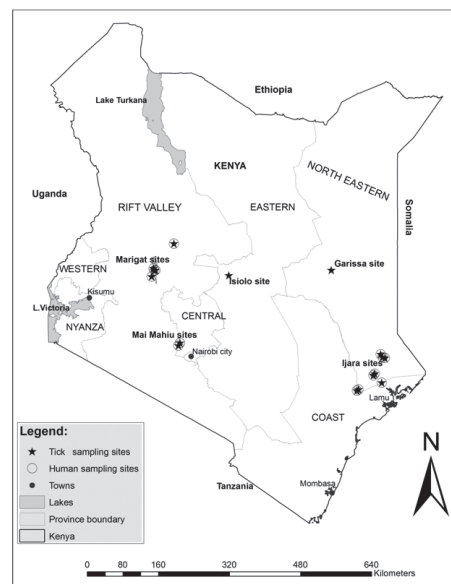 Ethiopia
Lake Turkana
KENYA
NORTH EASTERN
Uganda
RIFT VALLEY
EASTERN
Somalia
Marigat sites
Garissa site
WESTERN
Isiolo site
Kisumu
L.Victoria
CENTRAL
NYANZA
Mai Mahiu sites
Nairobi city
Ijara sites
Lamu
COAST
Legend:
Tick sampling sites
Human sampling sites
Towns
Lakes
Province boundary
Kenya
Tanzania
Mombasa
N
0 80 160 320 480 640
Kilometers